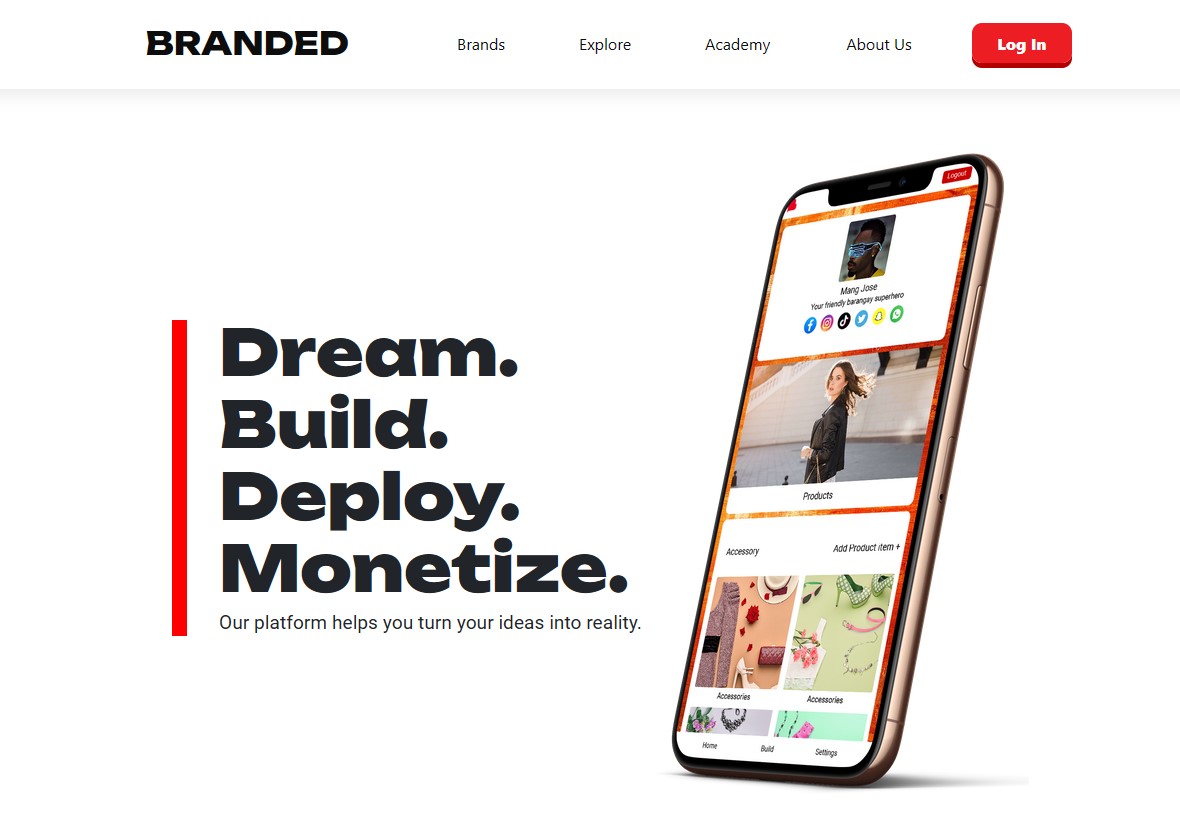 BRANDED
Brands
Explore
Academy
About Us
Log In
Dream.
Build.
Deploy.
Monetize.
Our platform helps you turn your ideas into reality.
Logout
Mang Jose
Your friendly barangay superhero
Products
Accessory
Add Product item +
Accessories
Accessories
Home
Build
Settings